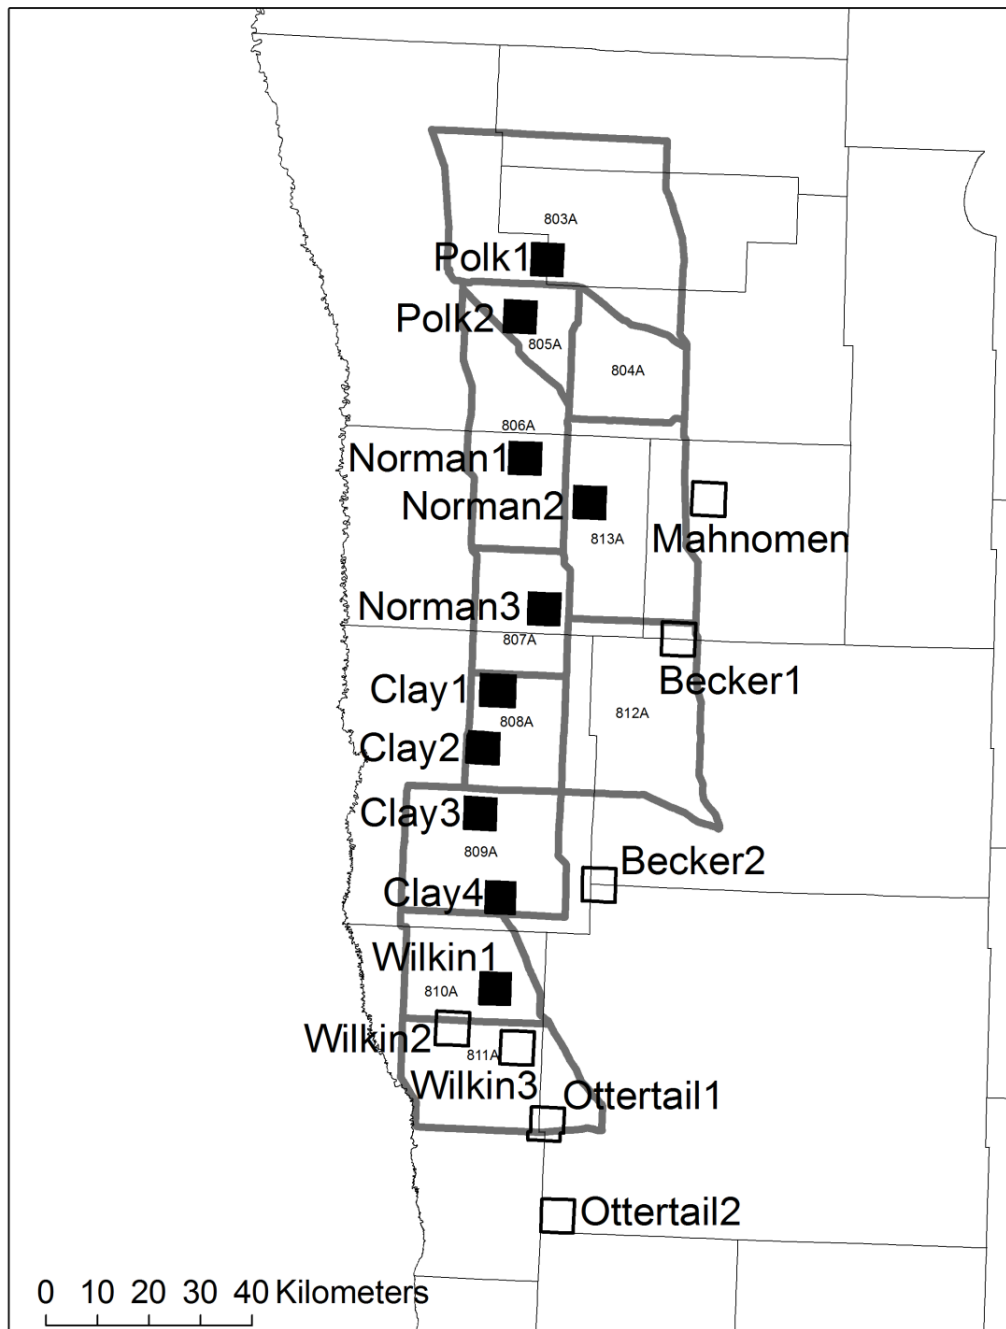 803A
Polk1
Polk2
805A
804A
806A
Norman1
Norman2
813A
Mahnomen
Norman3
807A
Becker1
Clay1
808A
812A
Clay2
Clay3
809A
Becker2
Clay4
Wilkin1
810A
Wilkin2
811A
Wilkin3
Ottertail1
Ottertail2
0 10 20 30 40 Kilometers